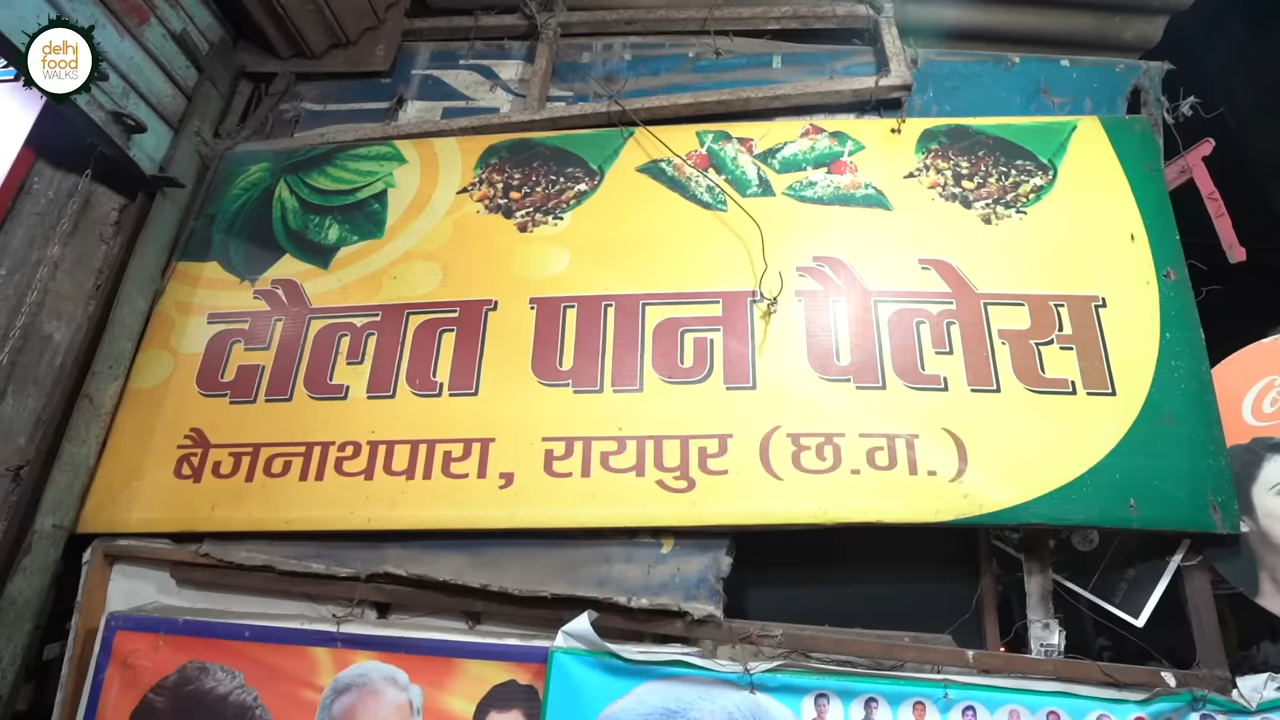 delhi
food
WALKS
दौलत पान पैलेस
बैजनाथपारा, रायपुर (छ.ग.)